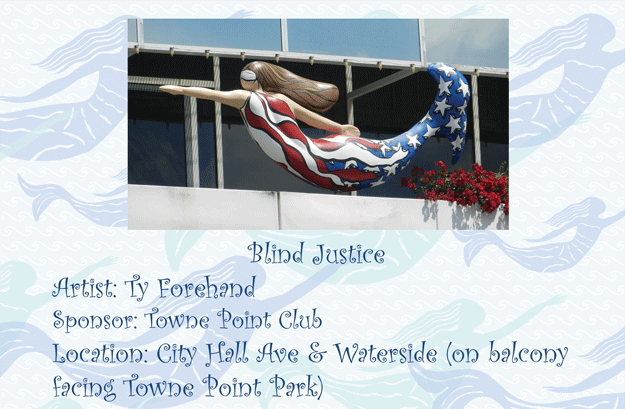 Blind Justice
Artist: Ty Forehand
Sponsor: Towne Point Club
Location: City Hall Ave & Waterside (on balcony
facing Towne Point Park)